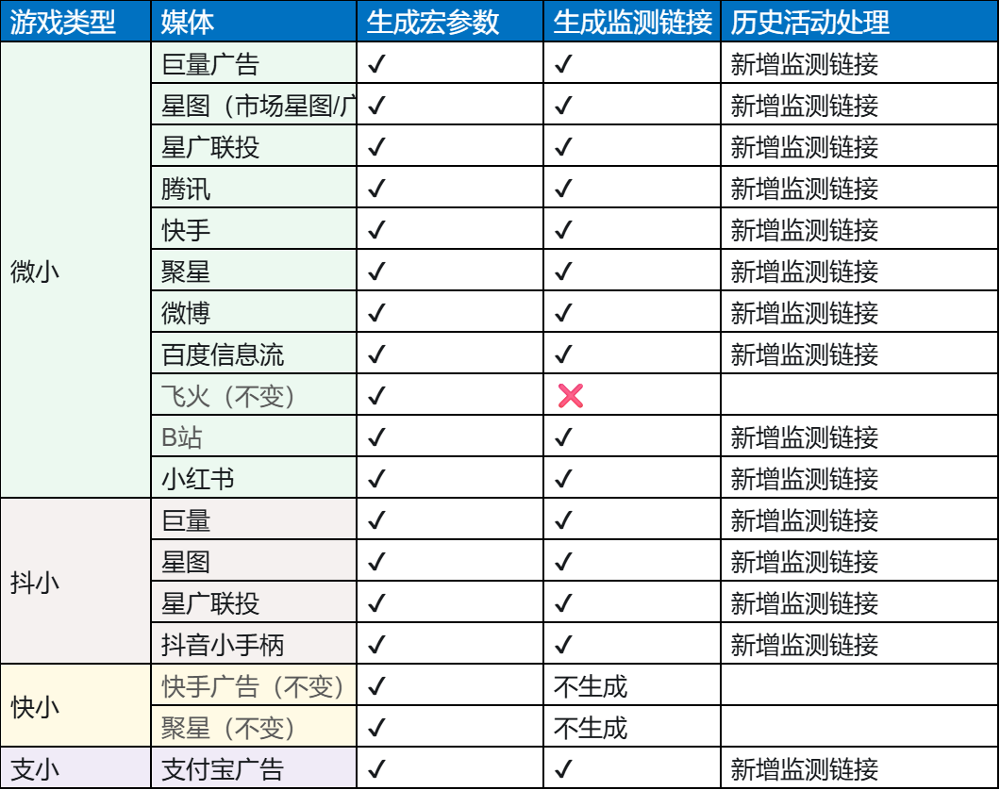 游戏类型 媒体 生成宏参数 生成监测链接 历史活动处理
微小 巨量广告 ✓ ✓ 新增监测链接
星图（市场星图/广 ✓ ✓ 新增监测链接
星广联投 ✓ ✓ 新增监测链接
腾讯 ✓ ✓ 新增监测链接
快手 ✓ ✓ 新增监测链接
聚星 ✓ ✓ 新增监测链接
微博 ✓ ✓ 新增监测链接
百度信息流 ✓ ✓ 新增监测链接
飞火（不变） ✓ ❌
B站 ✓ ✓ 新增监测链接
小红书 ✓ ✓ 新增监测链接
抖小 巨量 ✓ ✓ 新增监测链接
星图 ✓ ✓ 新增监测链接
星广联投 ✓ ✓ 新增监测链接
抖音小手柄 ✓ ✓ 新增监测链接
快小 快手广告（不变） ✓ 不生成
聚星（不变） ✓ 不生成
支小 支付宝广告 ✓ ✓ 新增监测链接